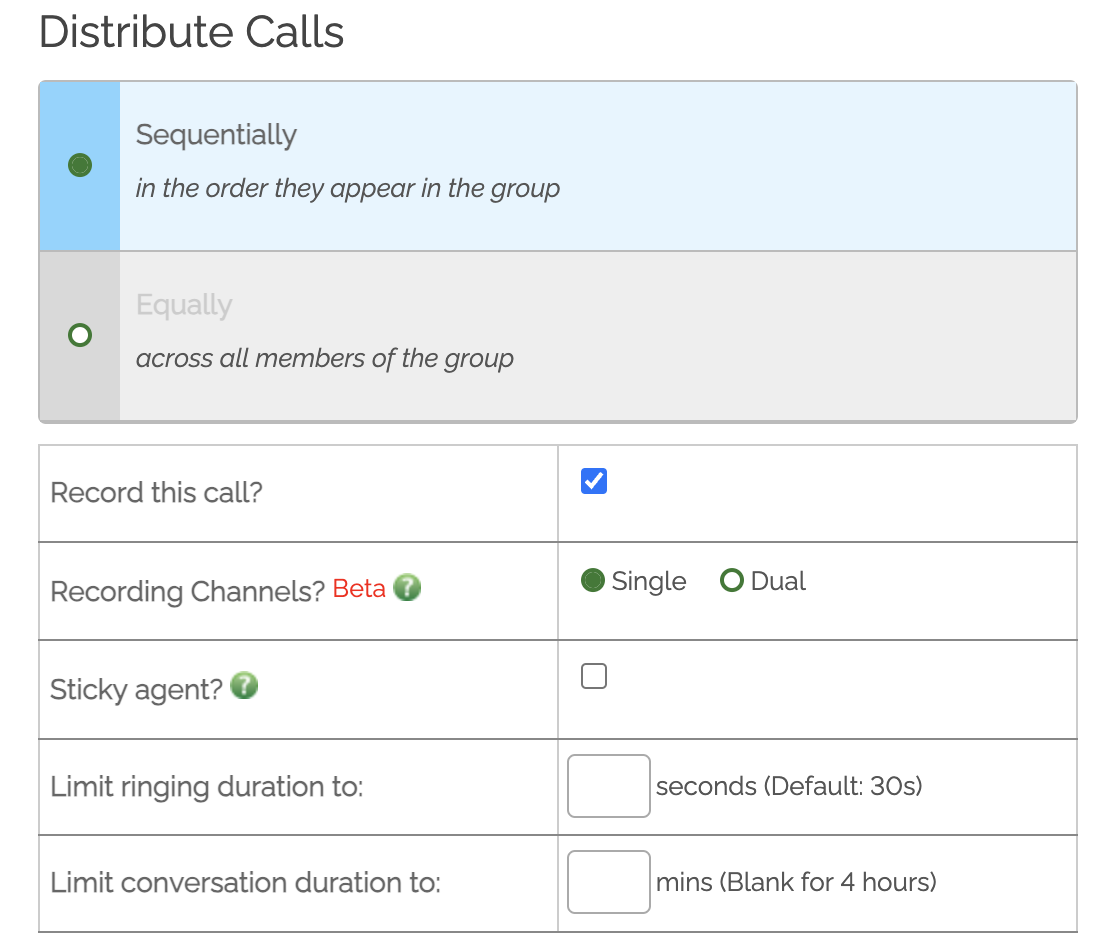 Distribute Calls
Sequentially
in the order they appear in the group
Equally
across all members of the group
Record this call?
Recording Channels? Beta ?
Single Dual
Sticky agent? ?
Limit ringing duration to:
seconds (Default: 30s)
Limit conversation duration to:
mins (Blank for 4 hours)